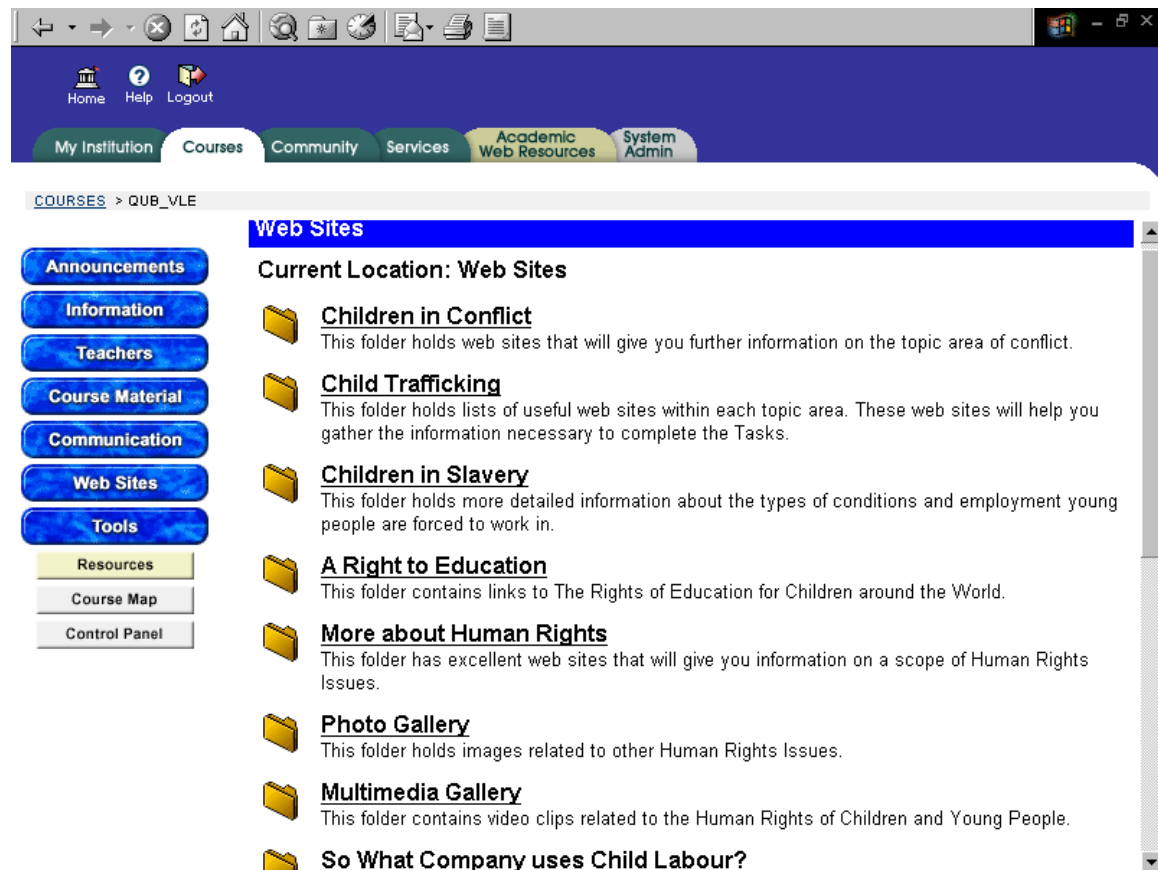 Home Help Logout
My Institution Courses Community Services Academic Web Resources System Admin
COURSES > QUB_VLE
Web Sites
Announcements
Information
Teachers
Course Material
Communication
Web Sites
Tools
Resources
Course Map
Control Panel
Current Location: Web Sites
Children in Conflict
This folder holds web sites that will give you further information on the topic area of conflict.
Child Trafficking
This folder holds lists of useful web sites within each topic area. These web sites will help you
gather the information necessary to complete the Tasks.
Children in Slavery
This folder holds more detailed information about the types of conditions and employment young
people are forced to work in.
A Right to Education
This folder contains links to The Rights of Education for Children around the World.
More about Human Rights
This folder has excellent web sites that will give you information on a scope of Human Rights
Issues.
Photo Gallery
This folder holds images related to other Human Rights Issues.
Multimedia Gallery
This folder contains video clips related to the Human Rights of Children and Young People.
So What Company uses Child Labour?